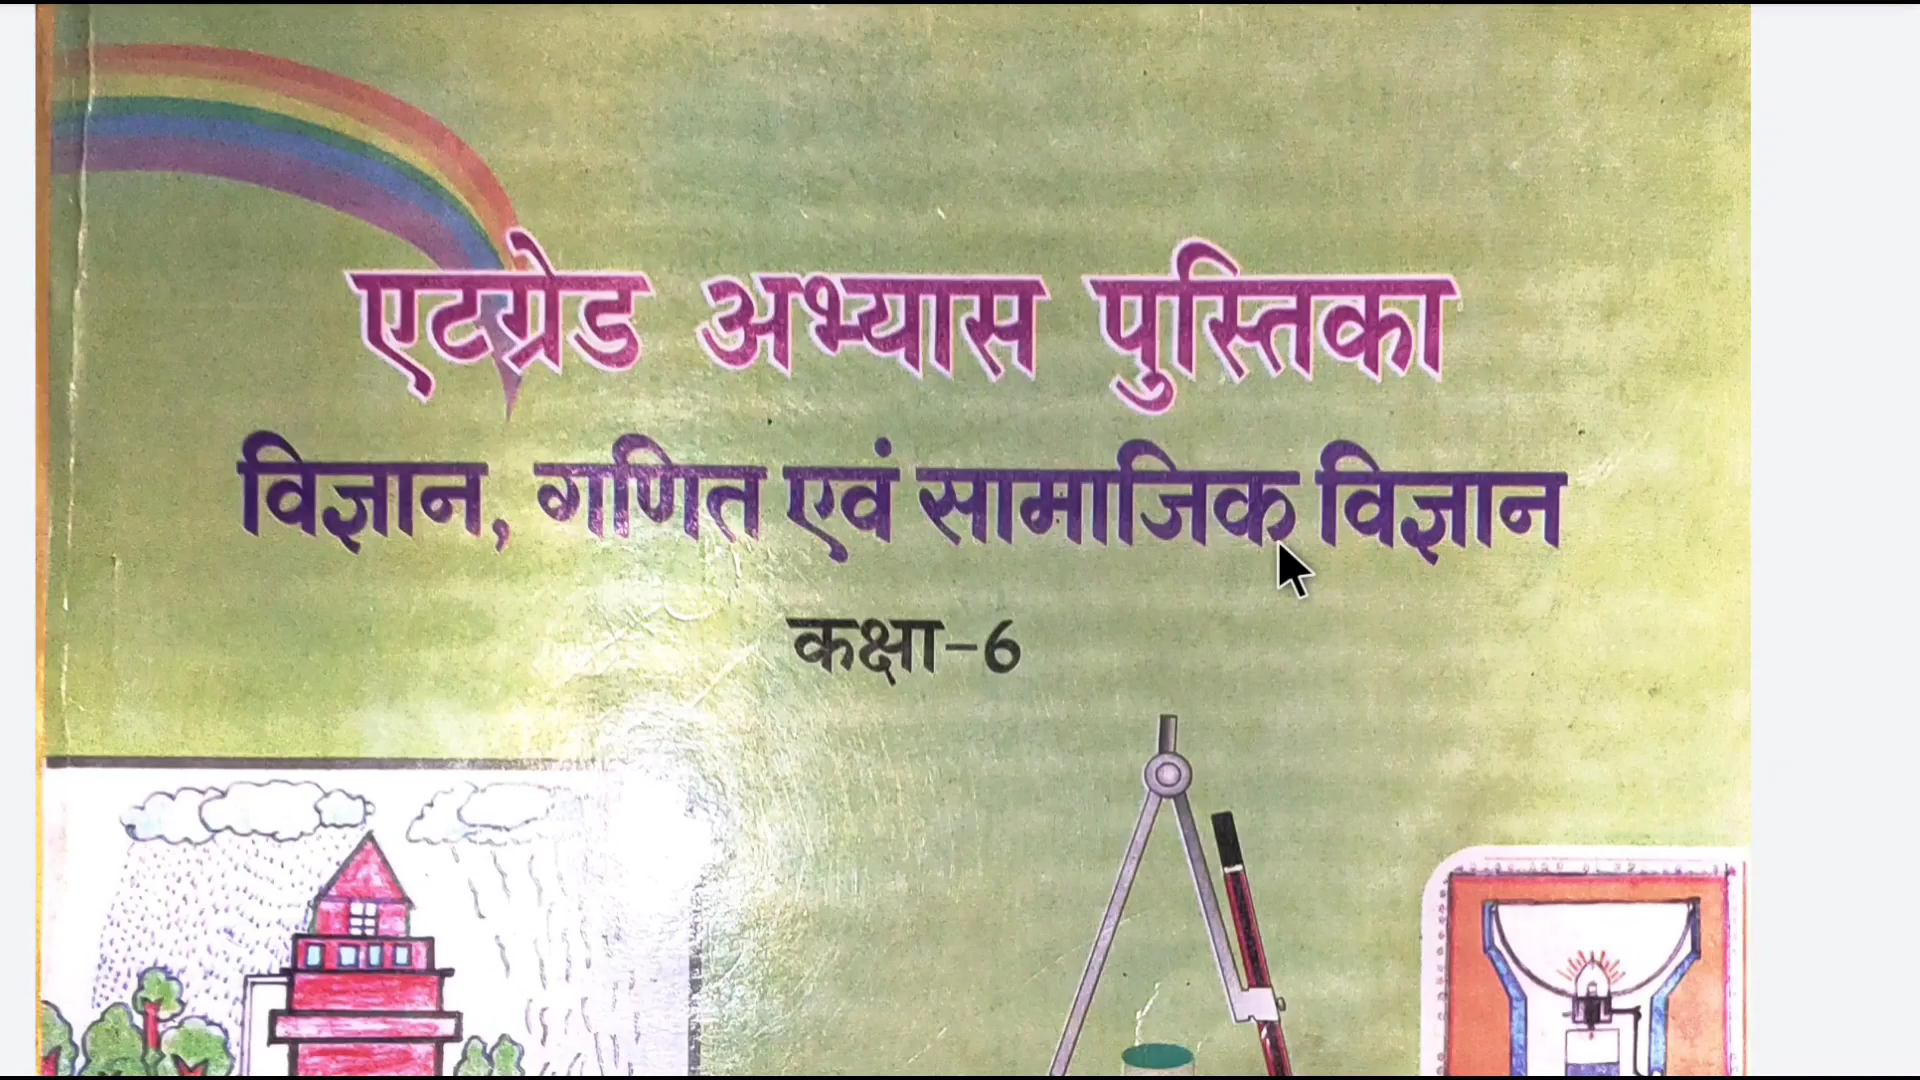 एटग्रेड अभ्यास पुस्तिका
विज्ञान, गणित एवं सामाजिक विज्ञान
कक्षा-6